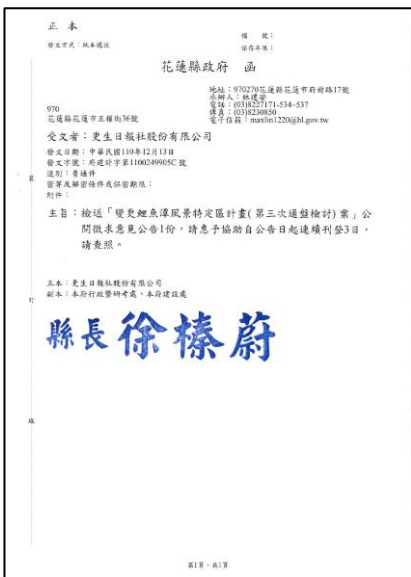 正本
檔　號：
保存年限：
發文方式：紙本遞送
花蓮縣政府　函
地址：970270花蓮縣花蓮市府前路17號
承辦人：林建安
電話：(03)8227171-534~537
傳真：(03)8230850
電子信箱：maxlin1220@hl.gov.tw
970
花蓮縣花蓮市五權街36號
受文者：更生日報社股份有限公司
發文日期：中華民國110年12月13日
發文字號：府建計字第1100249905C號
速別：普通件
密等及解密條件或保密期限：
附件：
主旨：檢送「變更鯉魚潭風景特定區計畫(第三次通盤檢討)案」公
開徵求意見公告1份，請惠予協助自公告日起連續刊登3日，
請查照。
正本：更生日報社股份有限公司
副本：本府行政暨研考處、本府建設處
裝
訂
線
縣長徐榛蔚
第1頁，共1頁